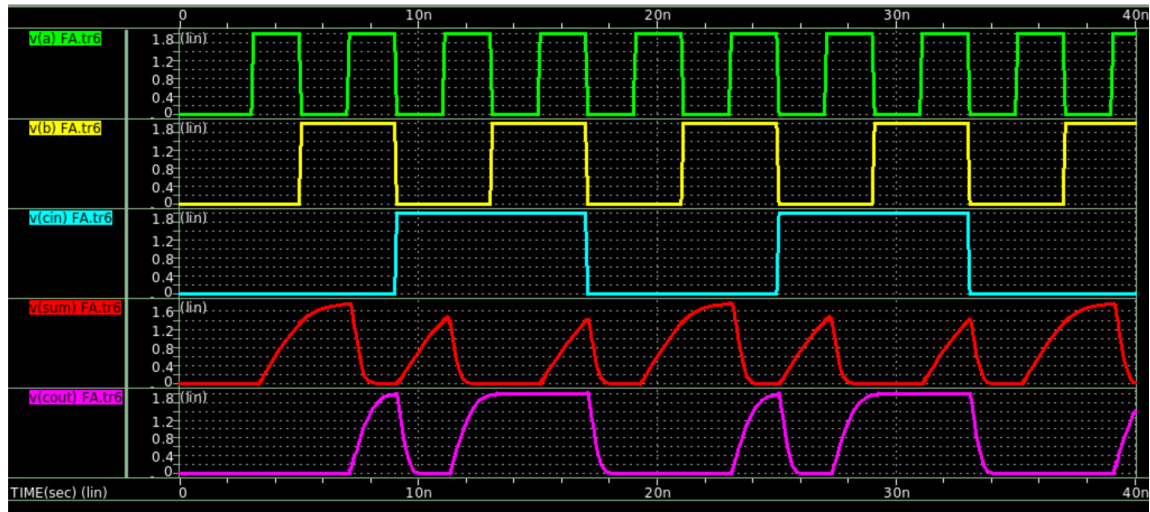 0 10n 20n 30n 40n
v(a) FA.tr6
1.8 (lin)
1.2
0.8
0.4
0
v(b) FA.tr6
1.8 (lin)
1.2
0.8
0.4
0
v(cin) FA.tr6
1.8 (lin)
1.2
0.8
0.4
0
v(sum) FA.tr6
1.6 (lin)
1.2
0.8
0.4
0
v(cout) FA.tr6
1.8 (lin)
1.2
0.8
0
TIME(sec) (lin) 0 10n 20n 30n 40n